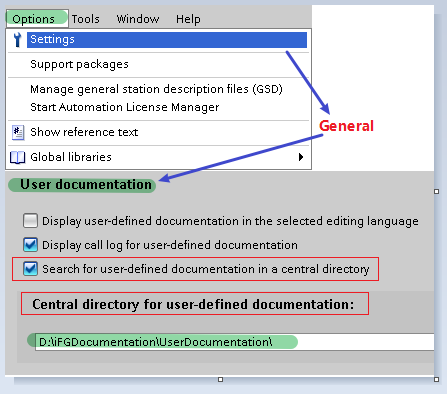 Options Tools Window Help
Settings
Support packages
Manage general station description files (GSD)
Start Automation License Manager
Show reference text
Global libraries
General
User documentation
Display user-defined documentation in the selected editing language
Display call log for user-defined documentation
Search for user-defined documentation in a central directory
Central directory for user-defined documentation:
D:\iFGDocumentation\UserDocumentation\